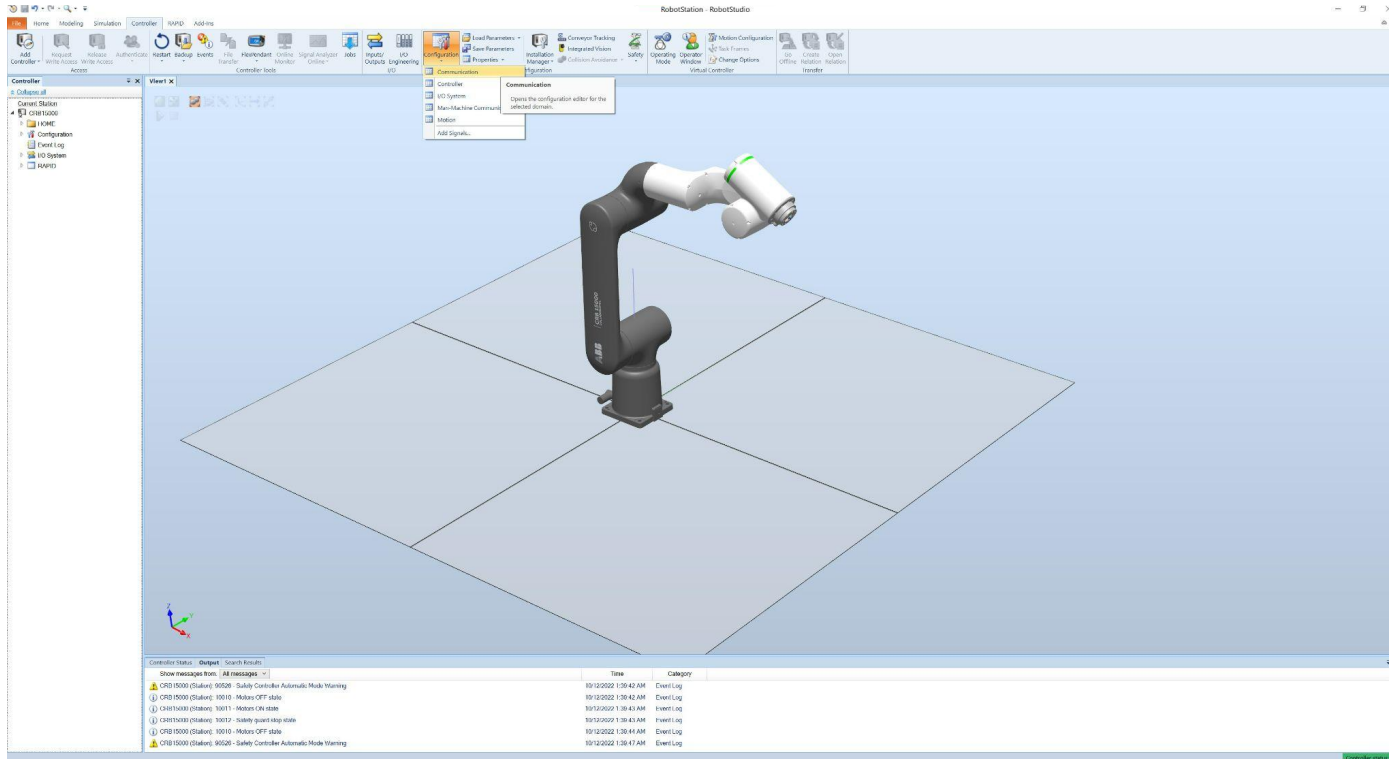 RobotStation - RobotStudio
File Home Modeling Simulation Controller RAPID Add-Ins
Add Controller
Request Write Access
Release Write Access
Authenticate
Access
Restart
Backup
Events
File Transfer
FlexPendant
Online Monitor
Signal Analyzer Online
Jobs
Controller Tools
Inputs/ Outputs
I/O Engineering
I/O
Configuration
Load Parameters
Save Parameters
Properties
Installation Manager
Conveyor Tracking
Integrated Vision
Collision Avoidance
Safety
Configuration
Operating Mode
Operator Window
Motion Configuration
Task Frames
Change Options
Virtual Controller
Go Offline
Create Relation
Open Relation
Transfer
Communication
Controller
I/O System
Man-Machine Communic
Motion
Add Signals...
Communication
Opens the configuration editor for the
selected domain.
Controller
Collapse all
Current Station
CRB15000
HOME
Configuration
Event Log
I/O System
RAPID
View1
CRB 15000
ABB
Z
Y
X
Controller Status Output Search Results
Show messages from: All messages Time Category
CRB15000 (Station): 90526 - Safety Controller Automatic Mode Warning 10/12/2022 1:39:42 AM Event Log
CRB15000 (Station): 10010 - Motors OFF state 10/12/2022 1:39:42 AM Event Log
CRB15000 (Station): 10011 - Motors ON state 10/12/2022 1:39:43 AM Event Log
CRB15000 (Station): 10012 - Safety guard stop state 10/12/2022 1:39:43 AM Event Log
CRB15000 (Station): 10010 - Motors OFF state 10/12/2022 1:39:44 AM Event Log
CRB15000 (Station): 90526 - Safety Controller Automatic Mode Warning 10/12/2022 1:39:47 AM Event Log
Controller status